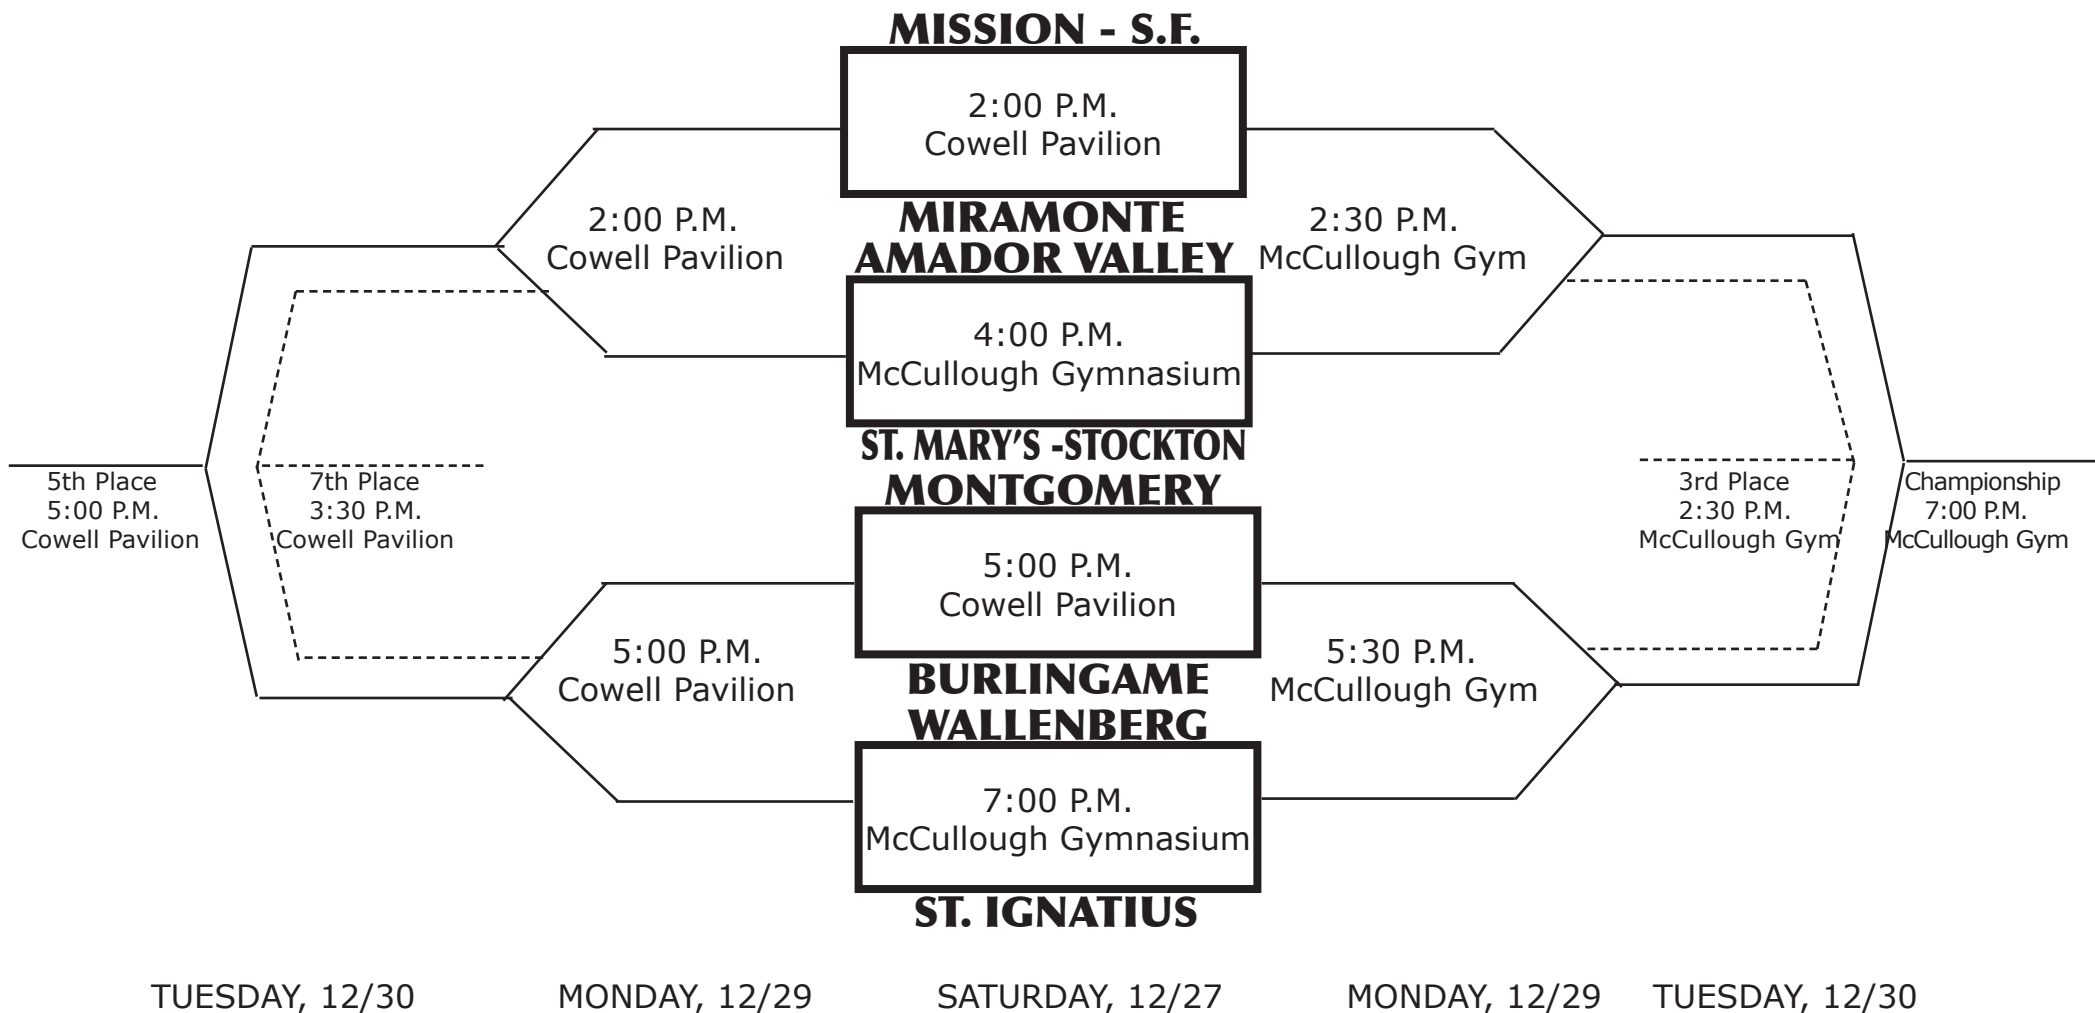 MISSION - S.F.
2:00 P.M.
Cowell Pavilion
MIRAMONTE
AMADOR VALLEY
4:00 P.M.
McCullough Gymnasium
ST. MARY'S -STOCKTON
MONTGOMERY
5:00 P.M.
Cowell Pavilion
BURLINGAME
WALLENBERG
7:00 P.M.
McCullough Gymnasium
ST. IGNATIUS
2:00 P.M.
Cowell Pavilion
5:00 P.M.
Cowell Pavilion
5th Place
5:00 P.M.
Cowell Pavilion
7th Place
3:30 P.M.
Cowell Pavilion
2:30 P.M.
McCullough Gym
5:30 P.M.
McCullough Gym
3rd Place
2:30 P.M.
McCullough Gym
Championship
7:00 P.M.
McCullough Gym
TUESDAY, 12/30
MONDAY, 12/29
SATURDAY, 12/27
MONDAY, 12/29
TUESDAY, 12/30